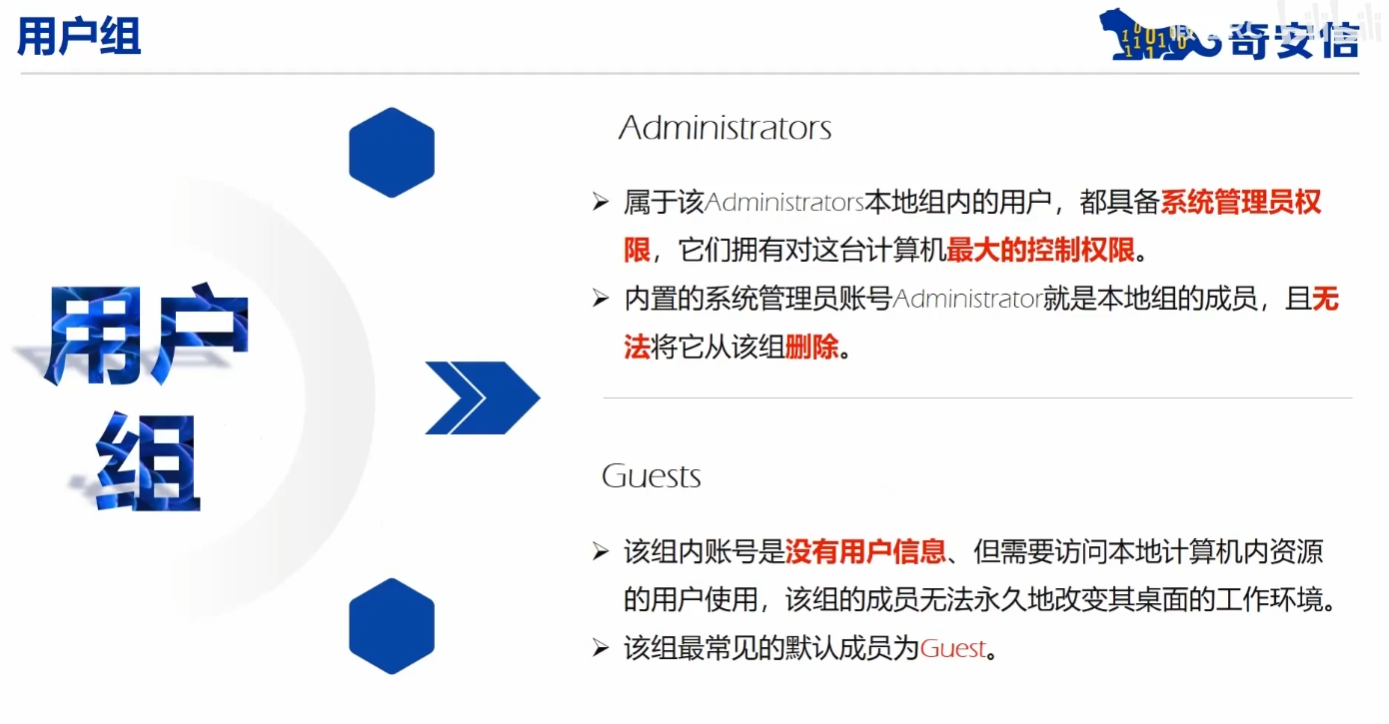 用户组
奇安信
Administrators
➢ 属于该Administrators本地组内的用户，都具备系统管理员权
限，它们拥有对这台计算机最大的控制权限。
➢ 内置的系统管理员账号Administrator就是本地组的成员，且无
法将它从该组删除。
用户
组
Guests
➢ 该组内账号是没有用户信息、但需要访问本地计算机内资源
的用户使用，该组的成员无法永久地改变其桌面的工作环境。
➢ 该组最常见的默认成员为Guest。